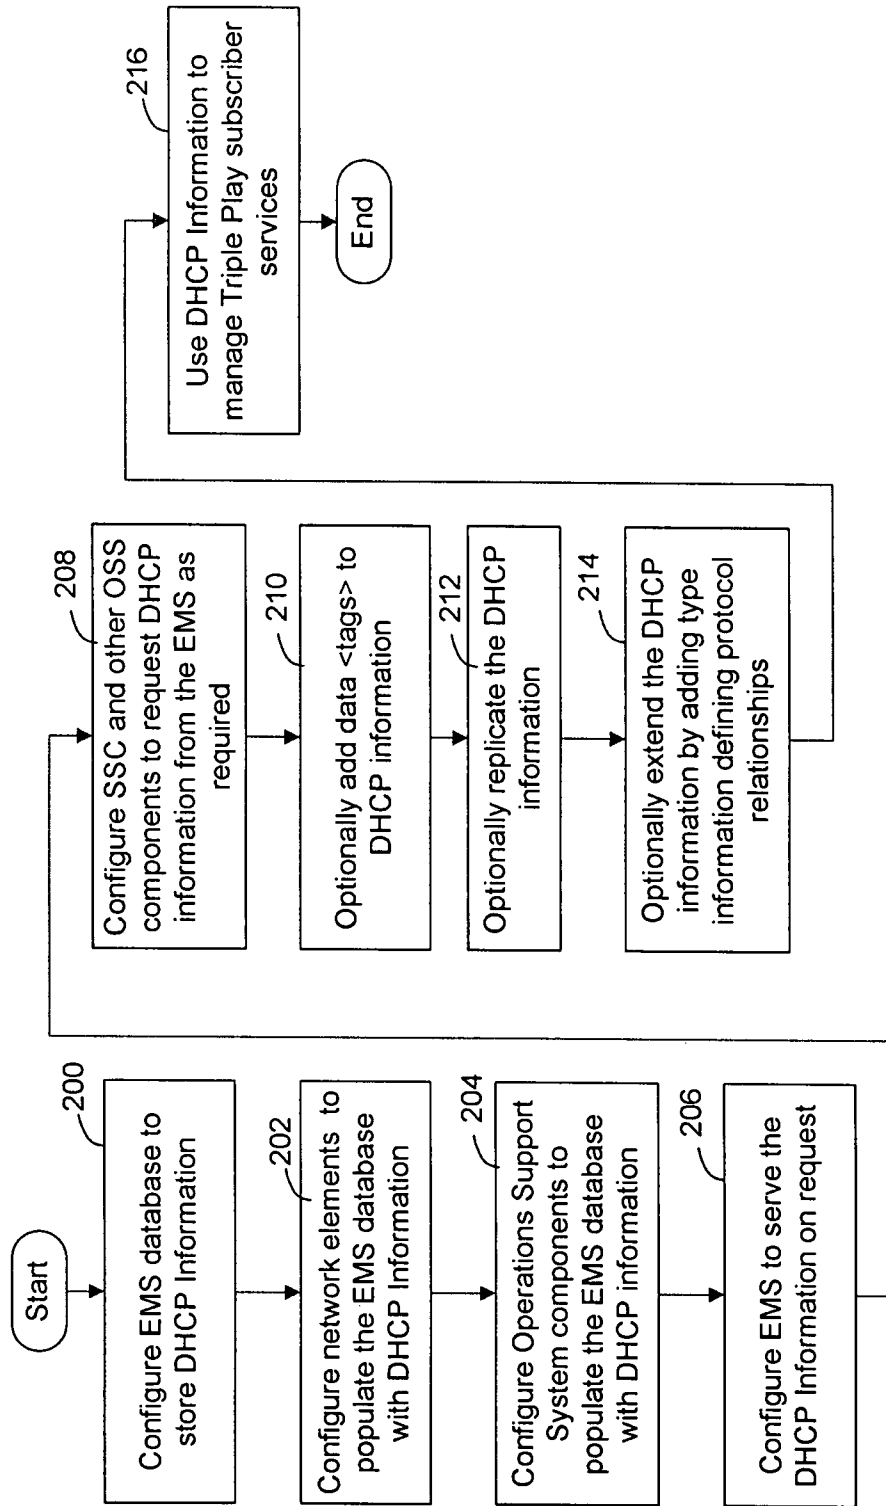 Start
200
Configure EMS database to
store DHCP Information
202
Configure network elements to
populate the EMS database
with DHCP Information
204
Configure Operations Support
System components to
populate the EMS database
with DHCP information
206
Configure EMS to serve the
DHCP Information on request
208
Configure SSC and other OSS
components to request DHCP
information from the EMS as
required
210
Optionally add data <tags> to
DHCP information
212
Optionally replicate the DHCP
information
214
Optionally extend the DHCP
information by adding type
information defining protocol
relationships
216
Use DHCP Information to
manage Triple Play subscriber
services
End